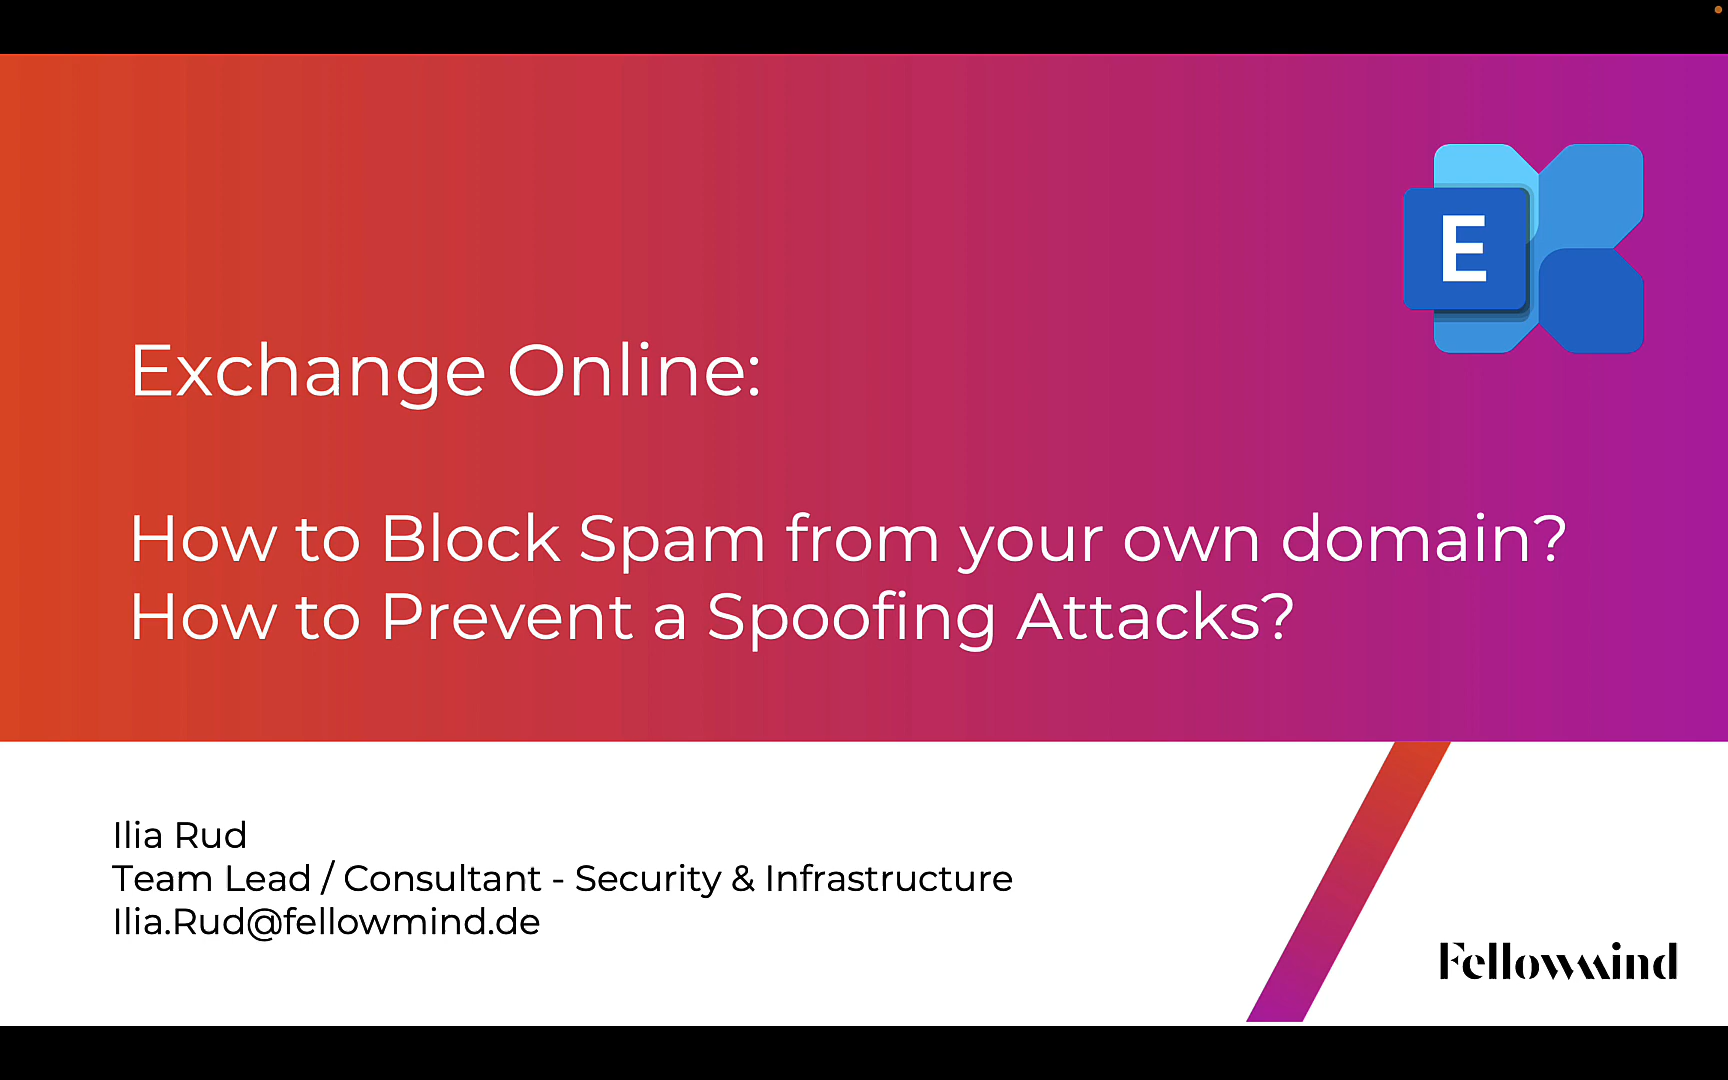 E
Exchange Online:
How to Block Spam from your own domain?
How to Prevent a Spoofing Attacks?
Ilia Rud
Team Lead / Consultant - Security & Infrastructure
Ilia.Rud@fellowmind.de
Fellowmind